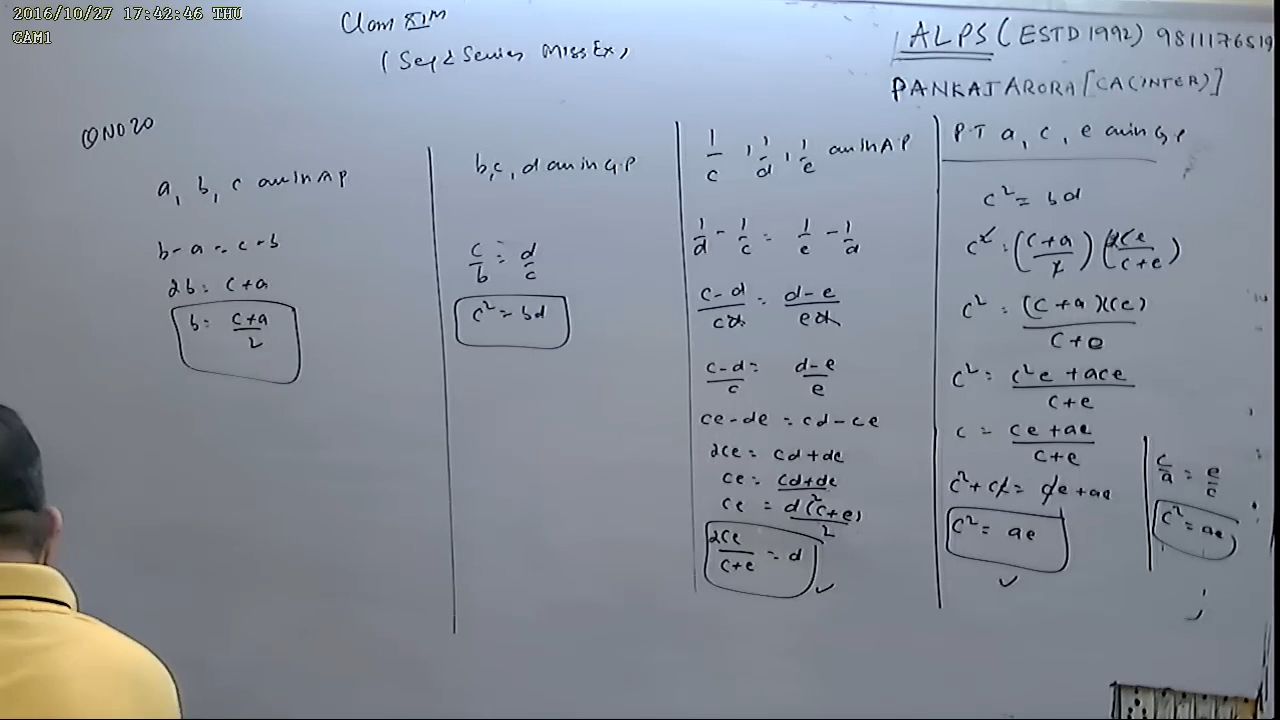 2016/10/27 17:42:46 THU
CAM1
Class XI M
(Seq & Series Miss Ex)
ALPS (ESTD 1992) 9811176519
PANKAJ ARORA [CA(INTER)]
Q NO 20
a, b, c are in A P
b - a = c - b
2b = c + a
b = c+a / 2
b, c, d are in G.P
c/b = d/c
c² = bd
1/c , 1/d , 1/e are in A P
1/d - 1/c = 1/e - 1/d
c-d / cd = d-e / ed
c-d / c = d-e / e
ce - de = cd - ce
2ce = cd + de
ce = cd+de / 2
ce = d(c+e) / 2
2ce / c+e = d
P.T a, c, e are in G.P
c² = bd
c² = (c+a / 2) (2ce / c+e)
c² = (c+a)(ce) / c+e
c² = c²e + ace / c+e
c = ce + ae / c+e
c² + ce = ce + ae
c² = ae
c/a = e/c
c² = ae